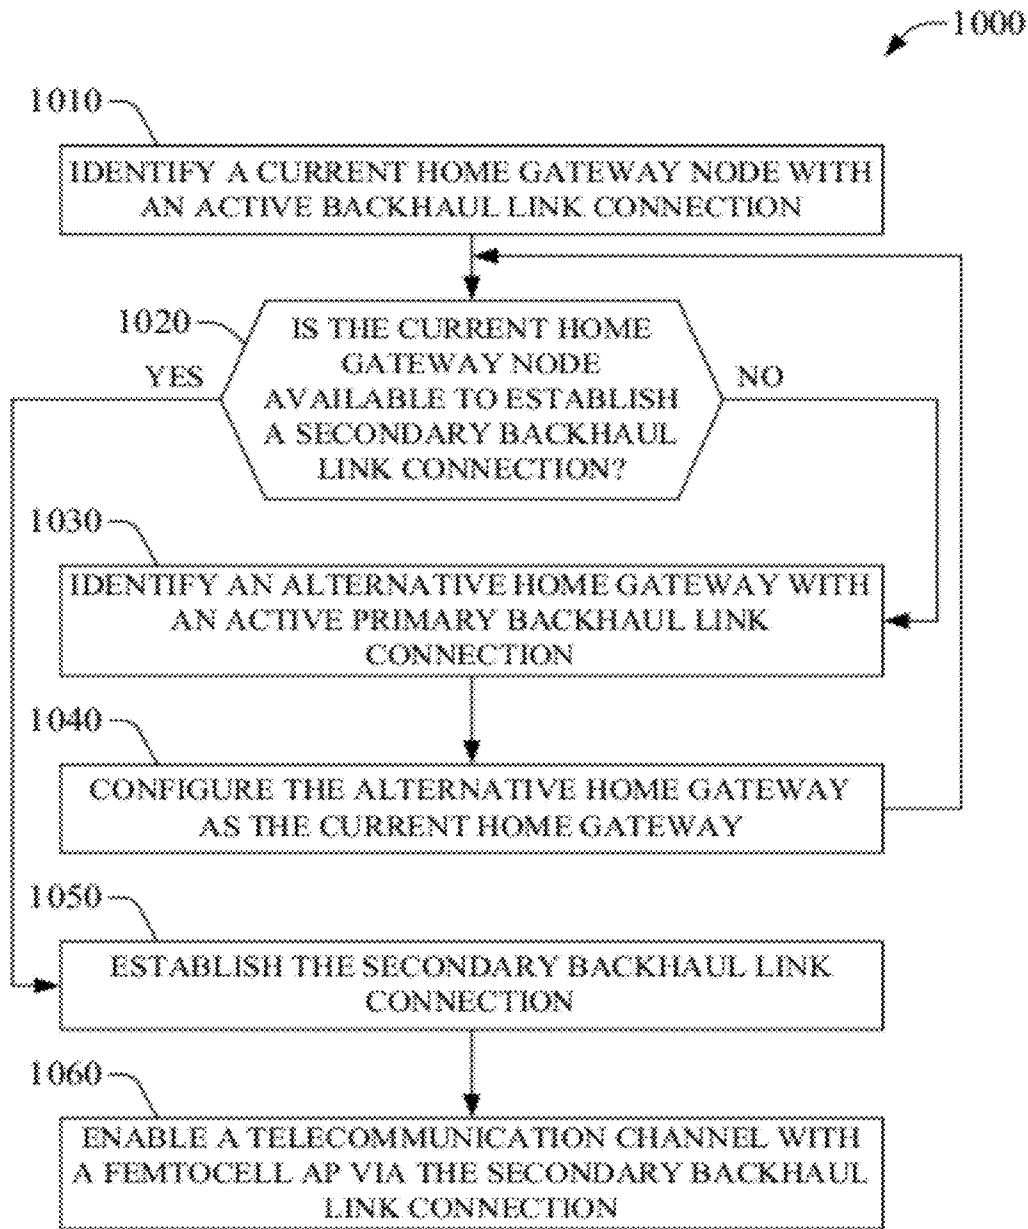 1000
1010
IDENTIFY A CURRENT HOME GATEWAY NODE WITH
AN ACTIVE BACKHAUL LINK CONNECTION
1020
IS THE CURRENT HOME
GATEWAY NODE
AVAILABLE TO ESTABLISH
A SECONDARY BACKHAUL
LINK CONNECTION?
YES
NO
1030
IDENTIFY AN ALTERNATIVE HOME GATEWAY WITH
AN ACTIVE PRIMARY BACKHAUL LINK
CONNECTION
1040
CONFIGURE THE ALTERNATIVE HOME GATEWAY
AS THE CURRENT HOME GATEWAY
1050
ESTABLISH THE SECONDARY BACKHAUL LINK
CONNECTION
1060
ENABLE A TELECOMMUNICATION CHANNEL WITH
A FEMTOCELL AP VIA THE SECONDARY BACKHAUL
LINK CONNECTION